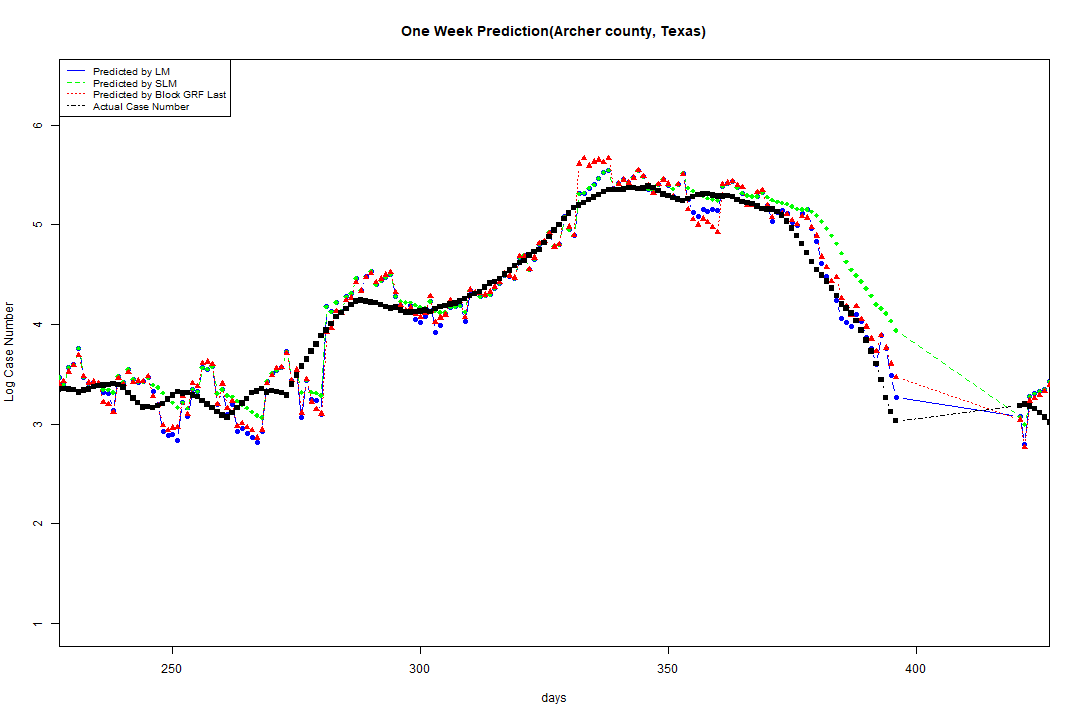 One Week Prediction(Archer county, Texas)
Predicted by LM
Predicted by SLM
Predicted by Block GRF Last
Actual Case Number
Log Case Number
6
5
4
3
2
1
250 300 350 400
days